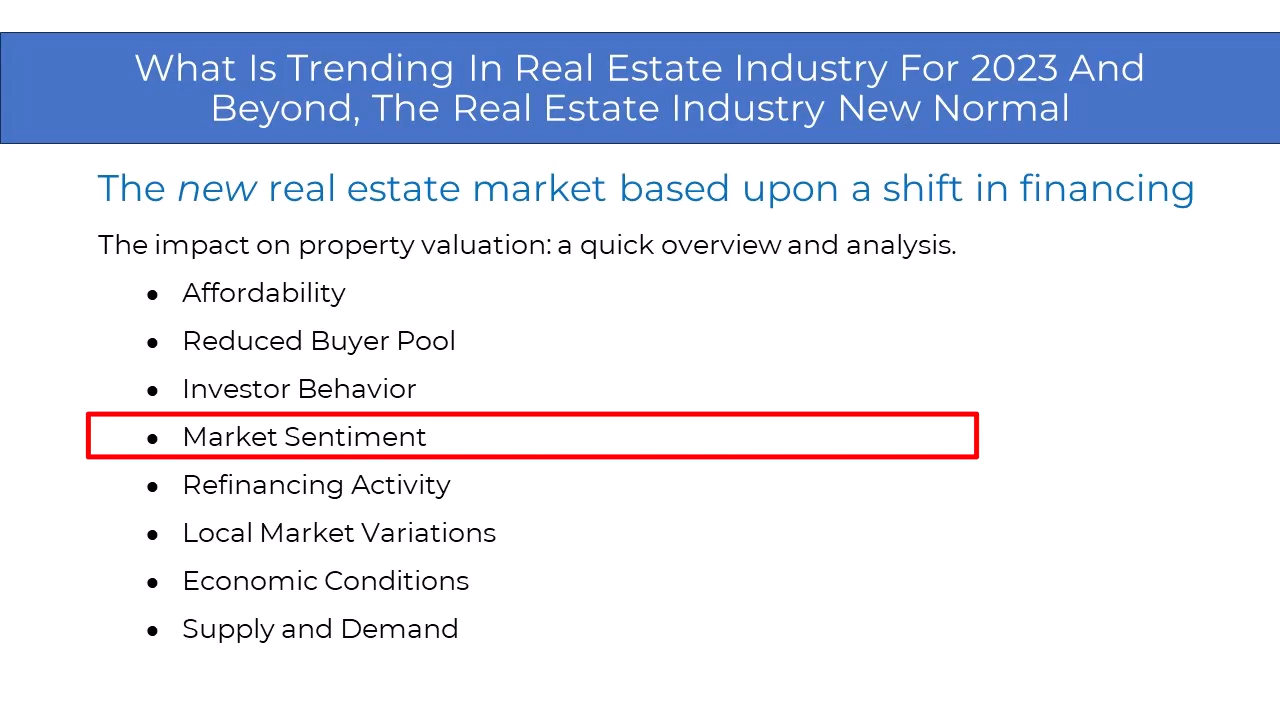 What Is Trending In Real Estate Industry For 2023 And
Beyond, The Real Estate Industry New Normal
The new real estate market based upon a shift in financing
The impact on property valuation: a quick overview and analysis.
● Affordability
● Reduced Buyer Pool
● Investor Behavior
● Market Sentiment
● Refinancing Activity
● Local Market Variations
● Economic Conditions
● Supply and Demand